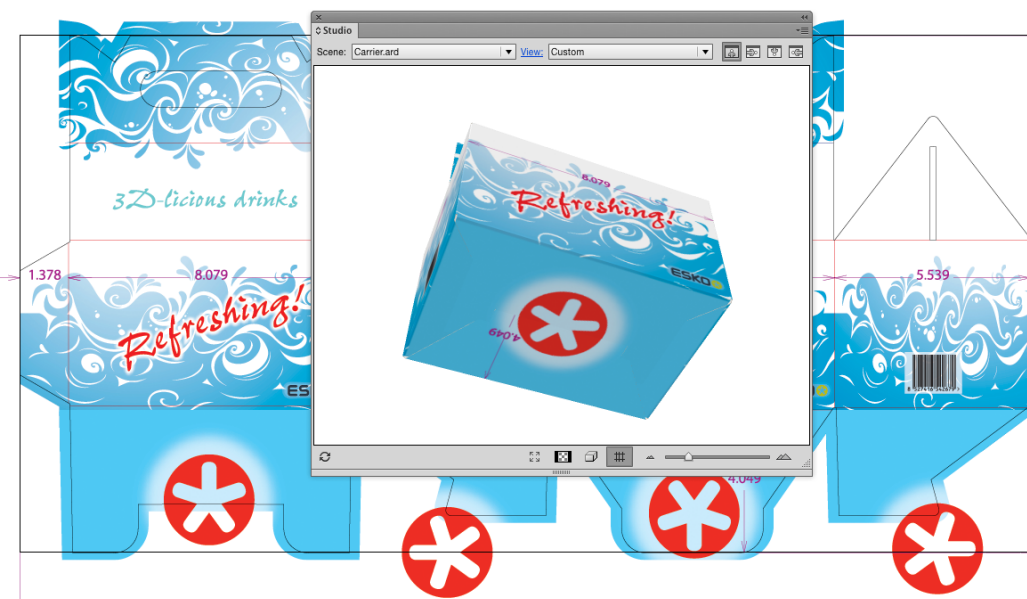 Studio
Scene: Carrier.ard View: Custom
8.079
Refreshing!
ESKO
4.049
3D-licious drinks
1.378
8.079
5.539
Refreshing!
ES
4.049